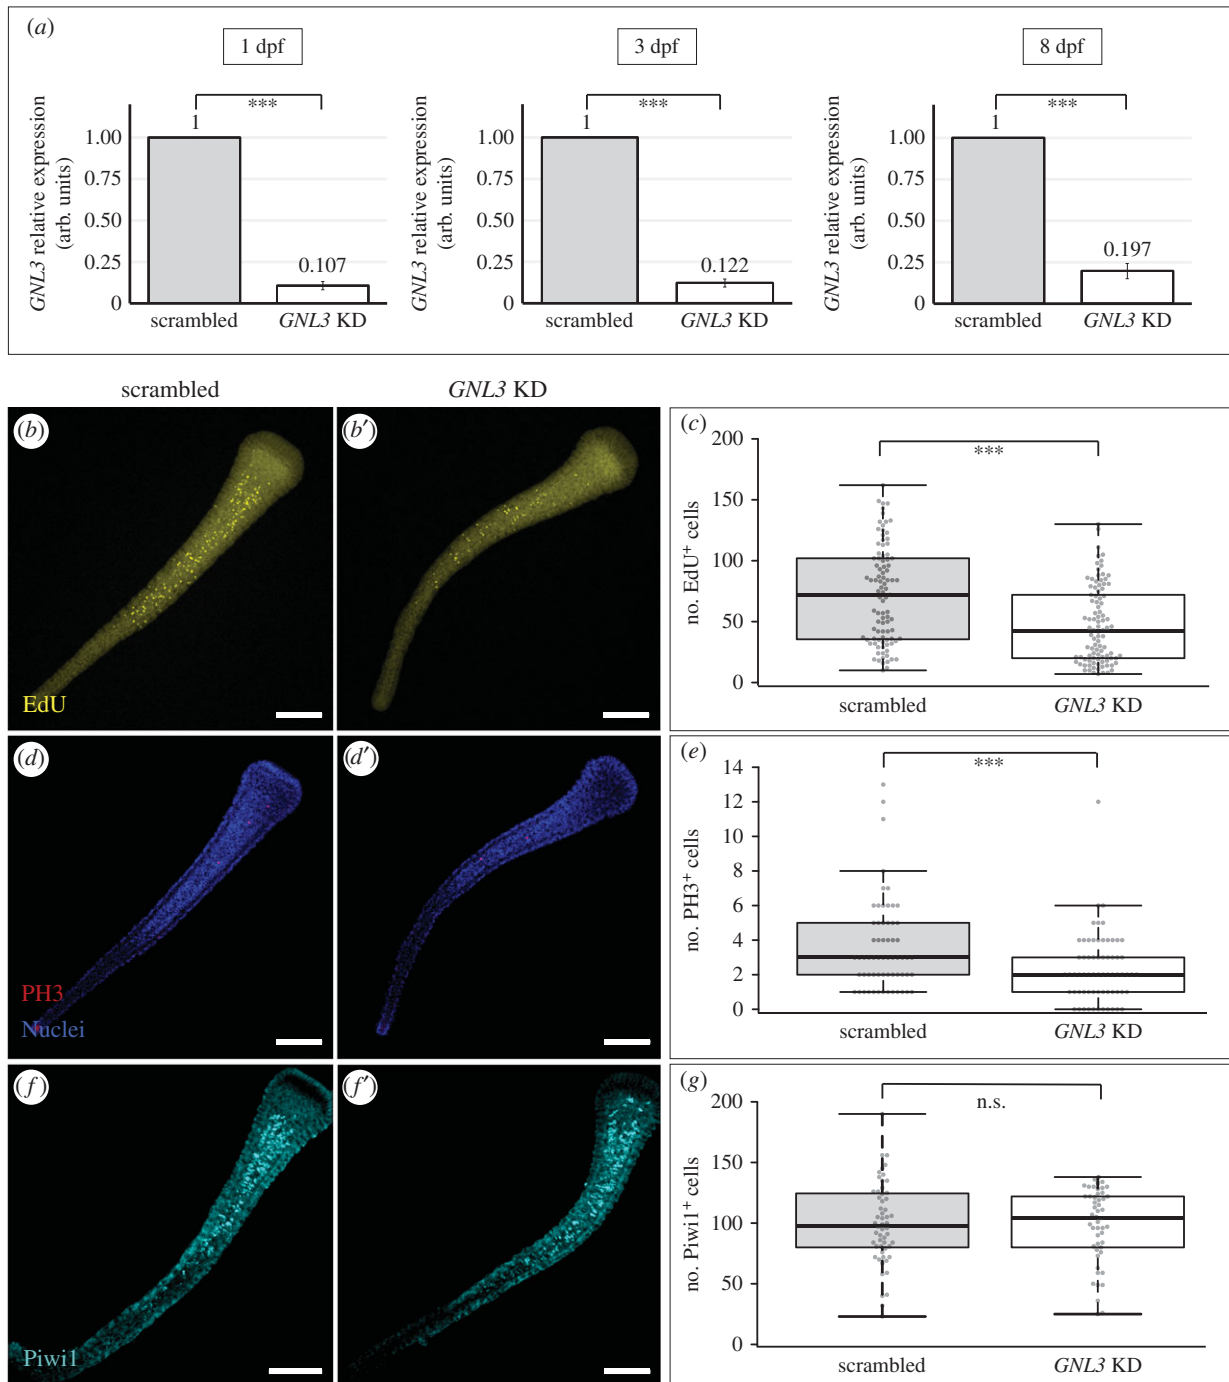 (a)
1 dpf
3 dpf
8 dpf
GNL3 relative expression
(arb. units)
1.00
0.75
0.50
0.25
0
1
***
0.107
scrambled
GNL3 KD
GNL3 relative expression
(arb. units)
1.00
0.75
0.50
0.25
0
1
***
0.122
scrambled
GNL3 KD
GNL3 relative expression
(arb. units)
1.00
0.75
0.50
0.25
0
1
***
0.197
scrambled
GNL3 KD
scrambled
GNL3 KD
(b)
EdU
(b′)
(c)
no. EdU+ cells
200
150
100
50
0
***
scrambled
GNL3 KD
(d)
PH3
Nuclei
(d′)
(e)
no. PH3+ cells
14
12
10
8
6
4
2
0
***
scrambled
GNL3 KD
(f)
Piwi1
(f′)
(g)
no. Piwi1+ cells
200
150
100
50
0
n.s.
scrambled
GNL3 KD